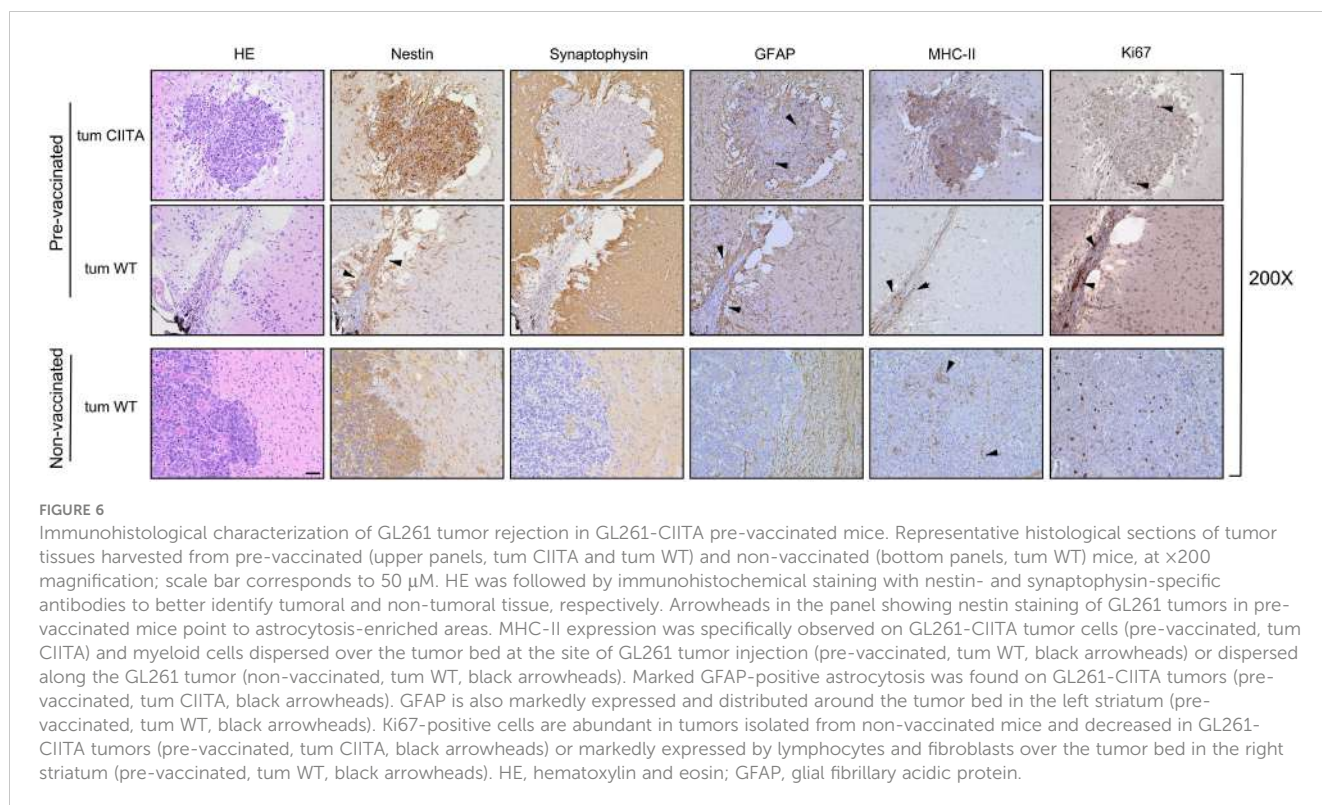 HE Nestin Synaptophysin GFAP MHC-II Ki67
Pre-vaccinated
tum CIITA
tum WT
200X
Non-vaccinated
tum WT
FIGURE 6
Immunohistological characterization of GL261 tumor rejection in GL261-CIITA pre-vaccinated mice. Representative histological sections of tumor
tissues harvested from pre-vaccinated (upper panels, tum CIITA and tum WT) and non-vaccinated (bottom panels, tum WT) mice, at ×200
magnification; scale bar corresponds to 50 μM. HE was followed by immunohistochemical staining with nestin- and synaptophysin-specific
antibodies to better identify tumoral and non-tumoral tissue, respectively. Arrowheads in the panel showing nestin staining of GL261 tumors in pre-
vaccinated mice point to astrocytosis-enriched areas. MHC-II expression was specifically observed on GL261-CIITA tumor cells (pre-vaccinated, tum
CIITA) and myeloid cells dispersed over the tumor bed at the site of GL261 tumor injection (pre-vaccinated, tum WT, black arrowheads) or dispersed
along the GL261 tumor (non-vaccinated, tum WT, black arrowheads). Marked GFAP-positive astrocytosis was found on GL261-CIITA tumors (pre-
vaccinated, tum CIITA, black arrowheads). GFAP is also markedly expressed and distributed around the tumor bed in the left striatum (pre-
vaccinated, tum WT, black arrowheads). Ki67-positive cells are abundant in tumors isolated from non-vaccinated mice and decreased in GL261-
CIITA tumors (pre-vaccinated, tum CIITA, black arrowheads) or markedly expressed by lymphocytes and fibroblasts over the tumor bed in the right
striatum (pre-vaccinated, tum WT, black arrowheads). HE, hematoxylin and eosin; GFAP, glial fibrillary acidic protein.